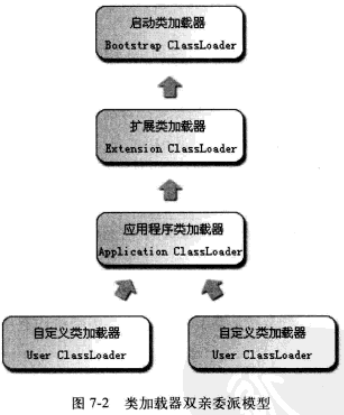 启动类加载器
Bootstrap ClassLoader
扩展类加载器
Extension ClassLoader
应用程序类加载器
Application ClassLoader
自定义类加载器
User ClassLoader
自定义类加载器
User ClassLoader
图 7-2 类加载器双亲委派模型